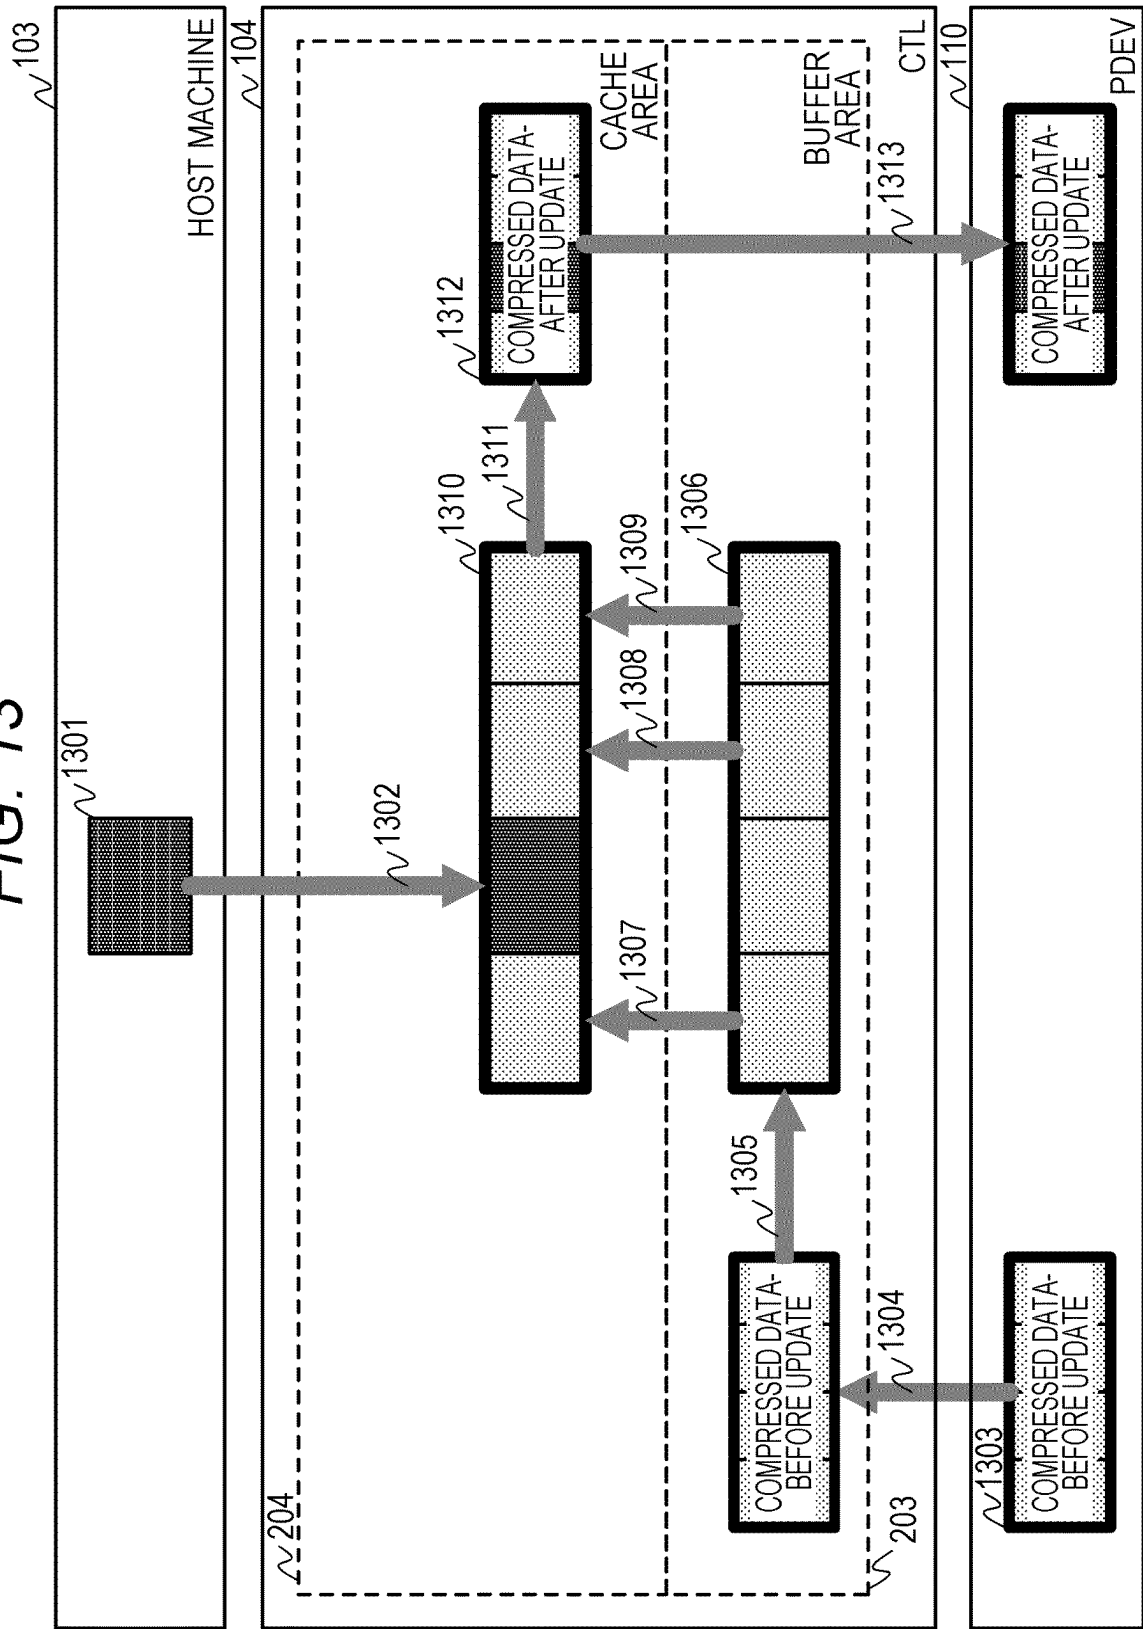 FIG. 13
103
HOST MACHINE
1301
1302
104
CTL
204
CACHE
AREA
1310
1311
1312
COMPRESSED DATA-
AFTER UPDATE
1307
1308
1309
203
BUFFER
AREA
COMPRESSED DATA-
BEFORE UPDATE
1305
1306
1304
1313
110
PDEV
1303
COMPRESSED DATA-
BEFORE UPDATE
COMPRESSED DATA-
AFTER UPDATE